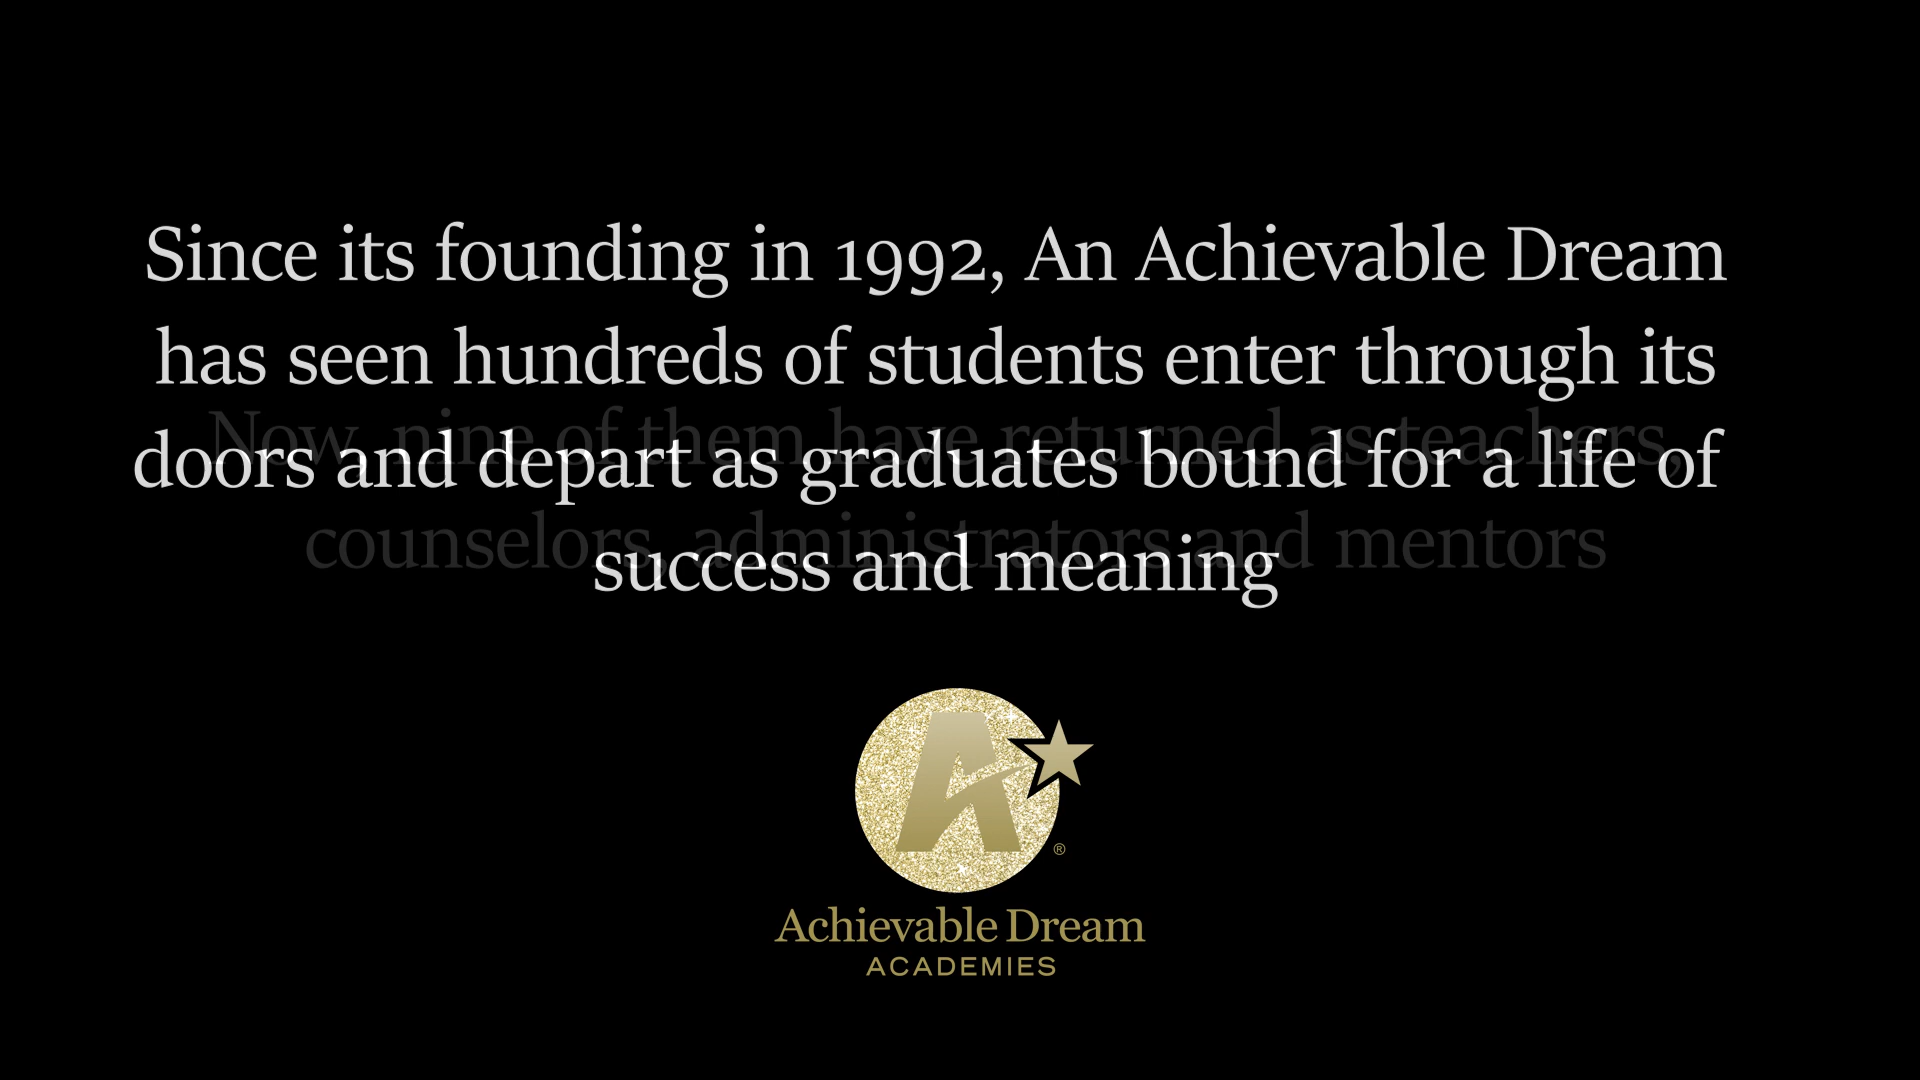 Since its founding in 1992, An Achievable Dream
has seen hundreds of students enter through its
Now, nine of them have returned as teachers,
doors and depart as graduates bound for a life of
counselors, administrators and mentors
success and meaning
A
®
Achievable Dream
ACADEMIES